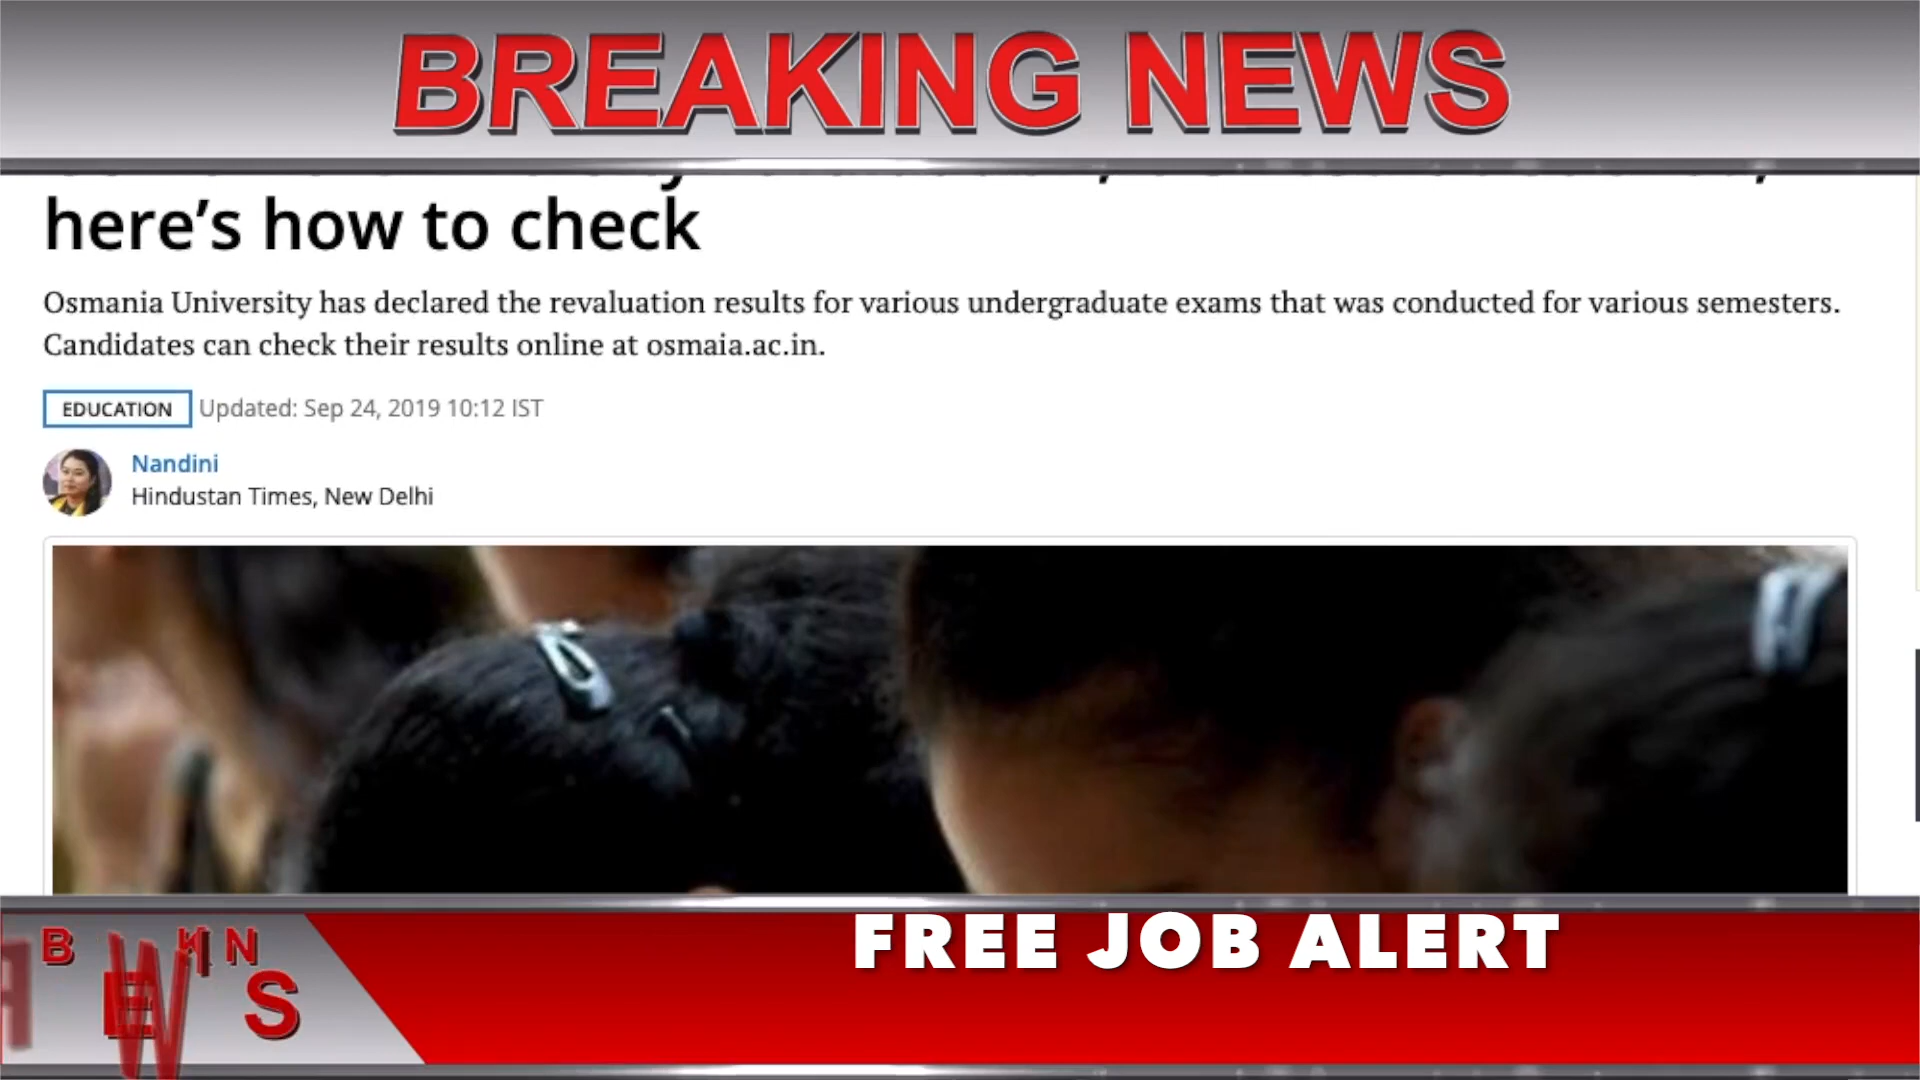 BREAKING NEWS
here's how to check
Osmania University has declared the revaluation results for various undergraduate exams that was conducted for various semesters.
Candidates can check their results online at osmaia.ac.in.
EDUCATION Updated: Sep 24, 2019 10:12 IST
Nandini
Hindustan Times, New Delhi
FREE JOB ALERT
B KIN
E W S